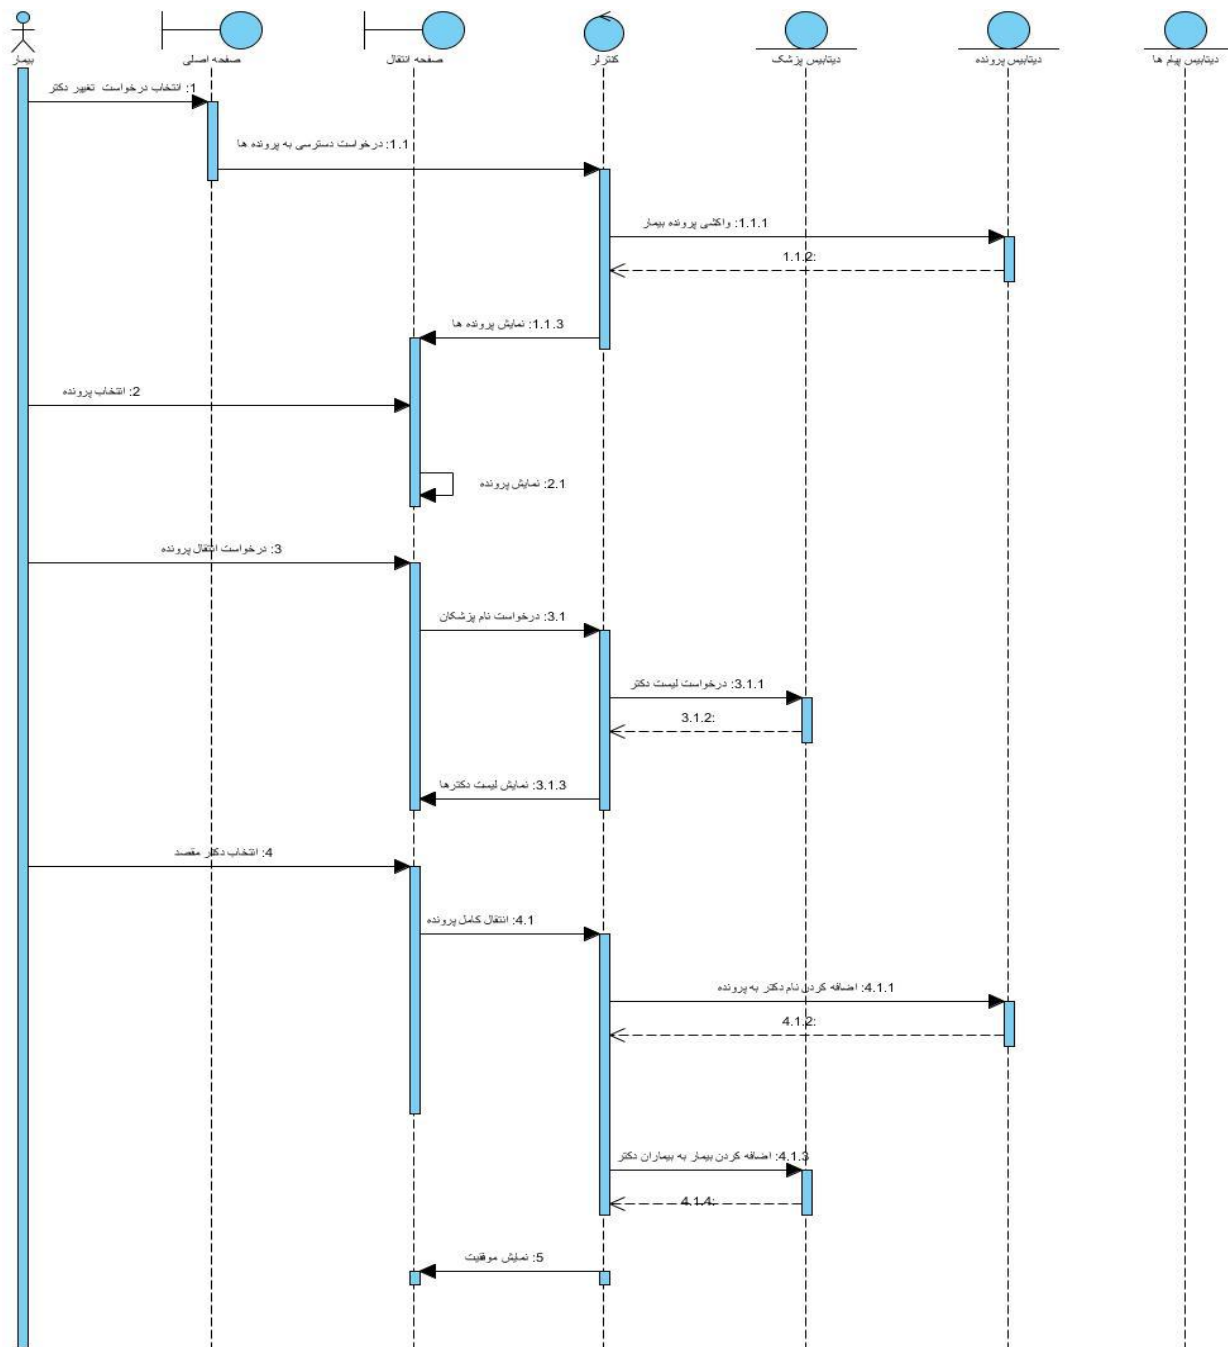 بیمار
صفحه اصلی
صفحه انتقال
کنترلر
دیتابیس پزشک
دیتابیس پرونده
دیتابیس پیام ها
1: انتخاب درخواست تغییر دکتر
1.1: درخواست دسترسی به پرونده ها
1.1.1: واکشی پرونده بیمار
1.1.2:
1.1.3: نمایش پرونده ها
2: انتخاب پرونده
2.1: نمایش پرونده
3: درخواست انتقال پرونده
3.1: درخواست نام پزشکان
3.1.1: درخواست لیست دکتر
3.1.2:
3.1.3: نمایش لیست دکترها
4: انتخاب دکتر مقصد
4.1: انتقال کامل پرونده
4.1.1: اضافه کردن نام دکتر به پرونده
4.1.2:
4.1.3: اضافه کردن بیمار به بیماران دکتر
4.1.4:
5: نمایش موفقیت